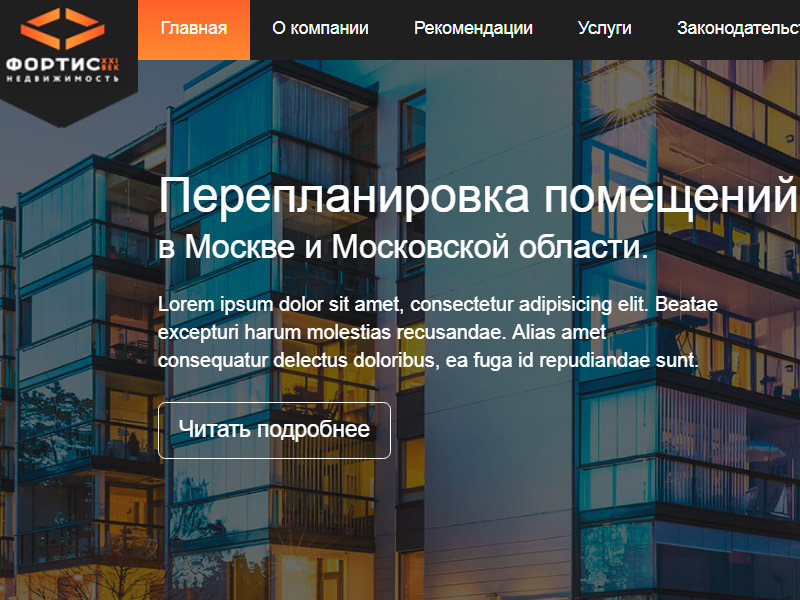 ФОРТИС XXI ВЕК
НЕДВИЖИМОСТЬ
Главная О компании Рекомендации Услуги Законодательст
Перепланировка помещений
в Москве и Московской области.
Lorem ipsum dolor sit amet, consectetur adipisicing elit. Beatae
excepturi harum molestias recusandae. Alias amet
consequatur delectus doloribus, ea fuga id repudiandae sunt.
Читать подробнее